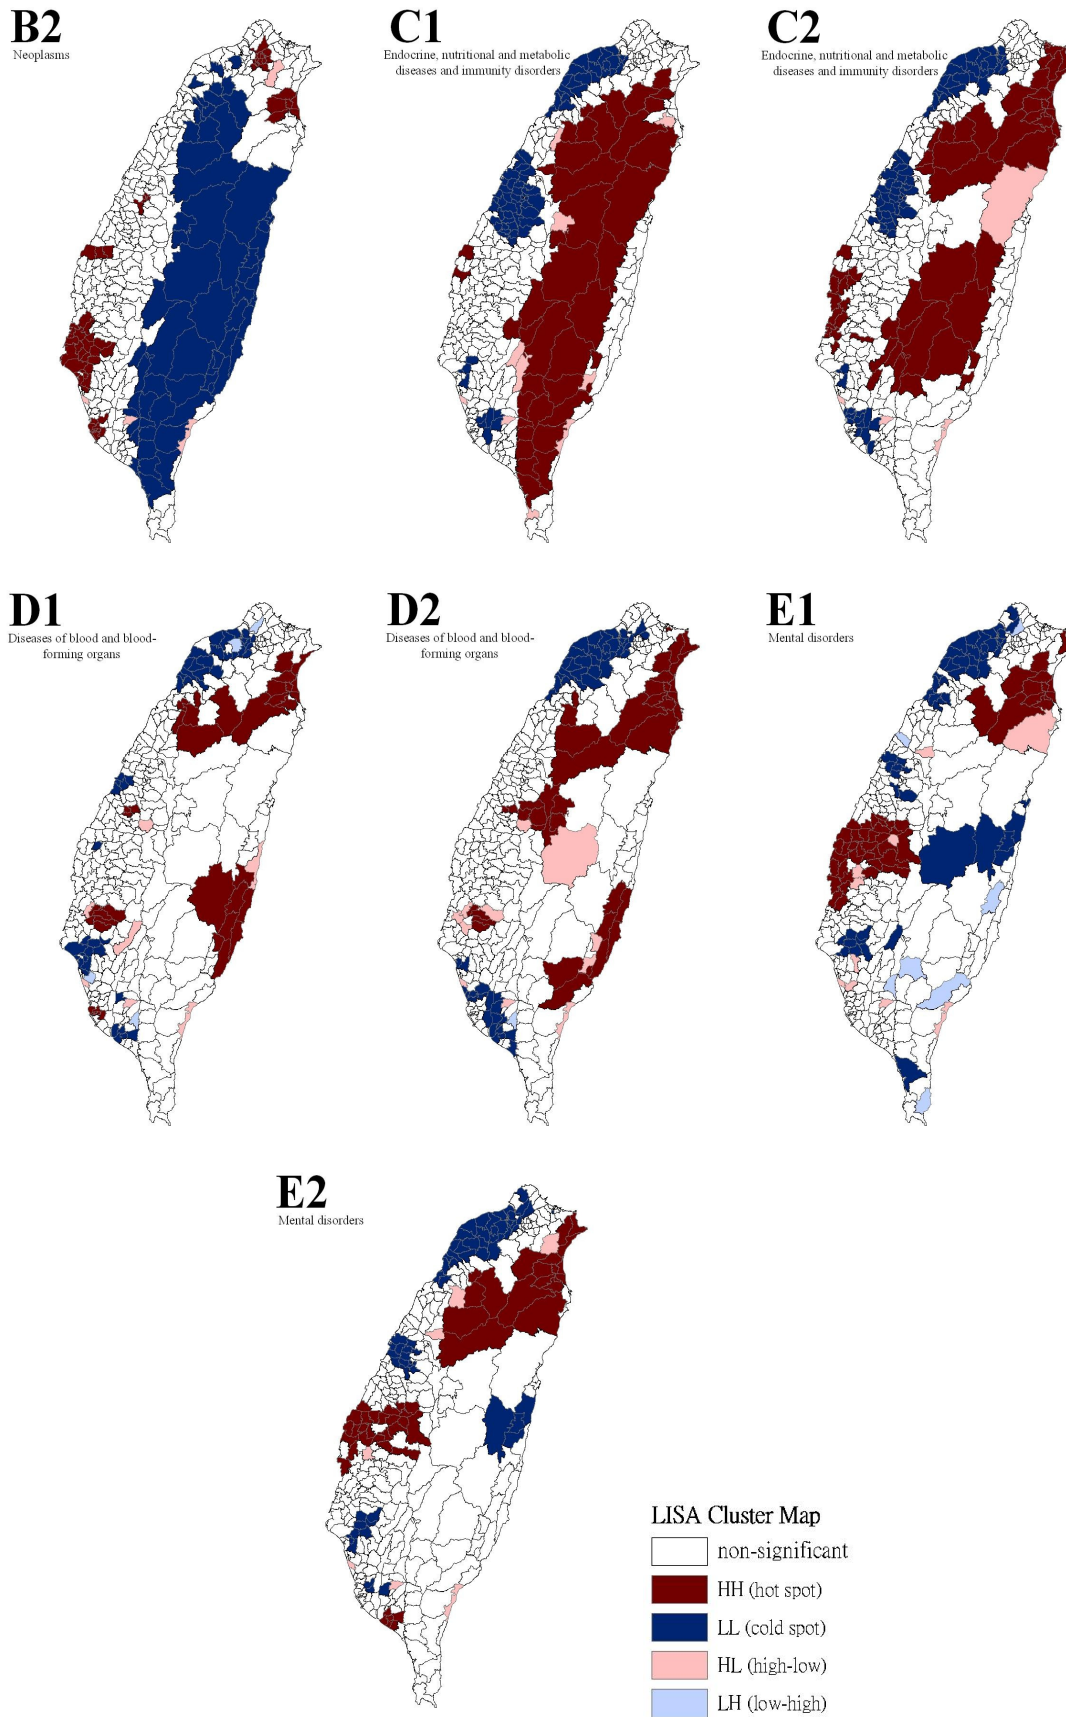 B2
Neoplasms
C1
Endocrine, nutritional and metabolic
diseases and immunity disorders
C2
Endocrine, nutritional and metabolic
diseases and immunity disorders
D1
Diseases of blood and blood-
forming organs
D2
Diseases of blood and blood-
forming organs
E1
Mental disorders
E2
Mental disorders
LISA Cluster Map
non-significant
HH (hot spot)
LL (cold spot)
HL (high-low)
LH (low-high)